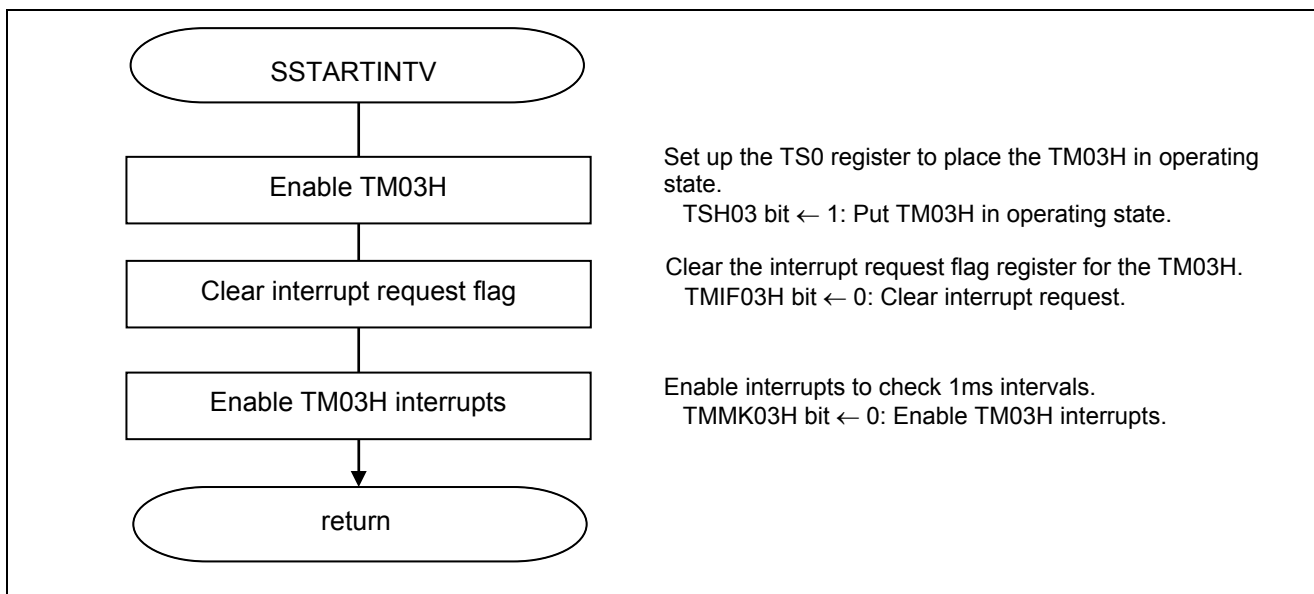 SSTARTINTV
Enable TM03H
Set up the TS0 register to place the TM03H in operating
state.
TSH03 bit ← 1: Put TM03H in operating state.
Clear interrupt request flag
Clear the interrupt request flag register for the TM03H.
TMIF03H bit ← 0: Clear interrupt request.
Enable TM03H interrupts
Enable interrupts to check 1ms intervals.
TMMK03H bit ← 0: Enable TM03H interrupts.
return